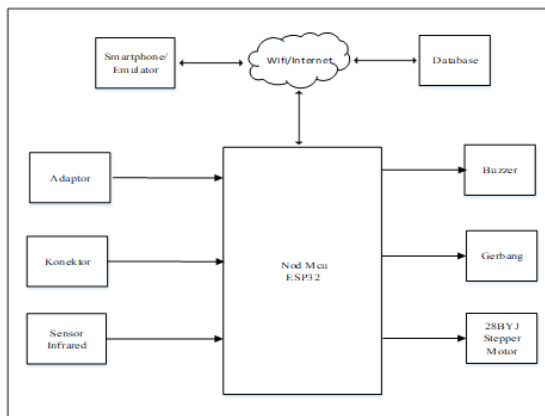 Smartphone/
Emulator
Wifi/Internet
Database
Adaptor
Buzzer
Nod Mcu
ESP32
Konektor
Gerbang
Sensor
Infrared
28BYJ
Stepper
Motor